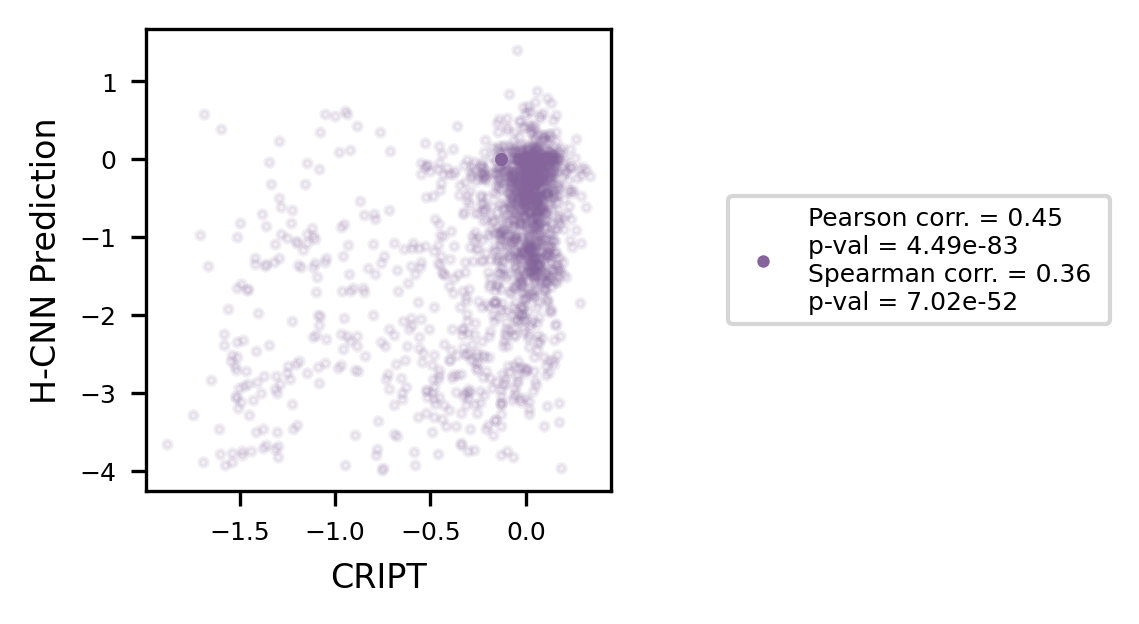 H-CNN Prediction
1
0
−1
−2
−3
−4
−1.5 −1.0 −0.5 0.0
CRIPT
Pearson corr. = 0.45
p-val = 4.49e-83
Spearman corr. = 0.36
p-val = 7.02e-52